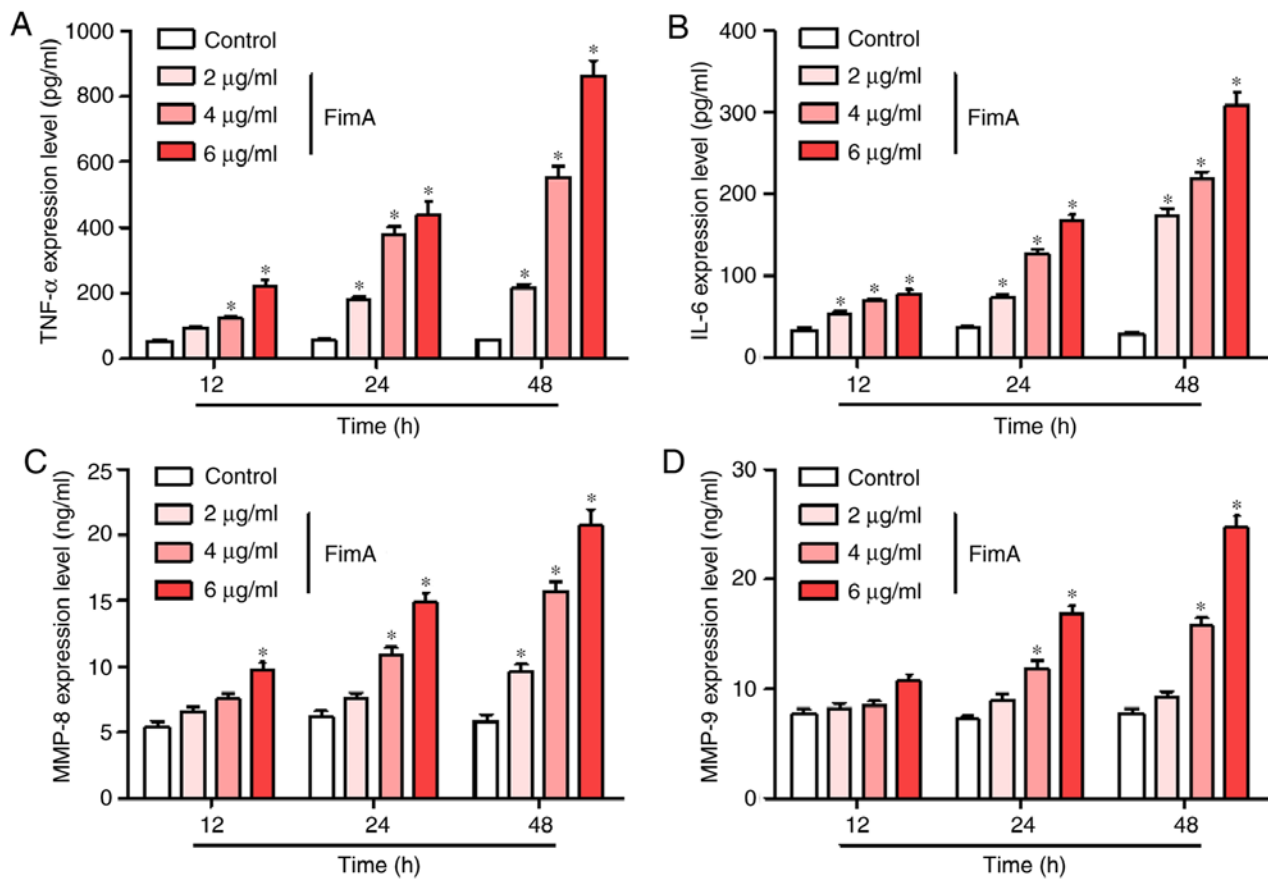 A
TNF-α expression level (pg/ml)
1000
800
600
400
200
0
Control
2 μg/ml
4 μg/ml
6 μg/ml
FimA
* * * * * * * *
12 24 48
Time (h)
B
IL-6 expression level (pg/ml)
400
300
200
100
0
Control
2 μg/ml
4 μg/ml
6 μg/ml
FimA
* * * * * * * * *
12 24 48
Time (h)
C
MMP-8 expression level (ng/ml)
25
20
15
10
5
0
Control
2 μg/ml
4 μg/ml
6 μg/ml
FimA
* * * * * *
12 24 48
Time (h)
D
MMP-9 expression level (ng/ml)
30
20
10
0
Control
2 μg/ml
4 μg/ml
6 μg/ml
FimA
* * * *
12 24 48
Time (h)